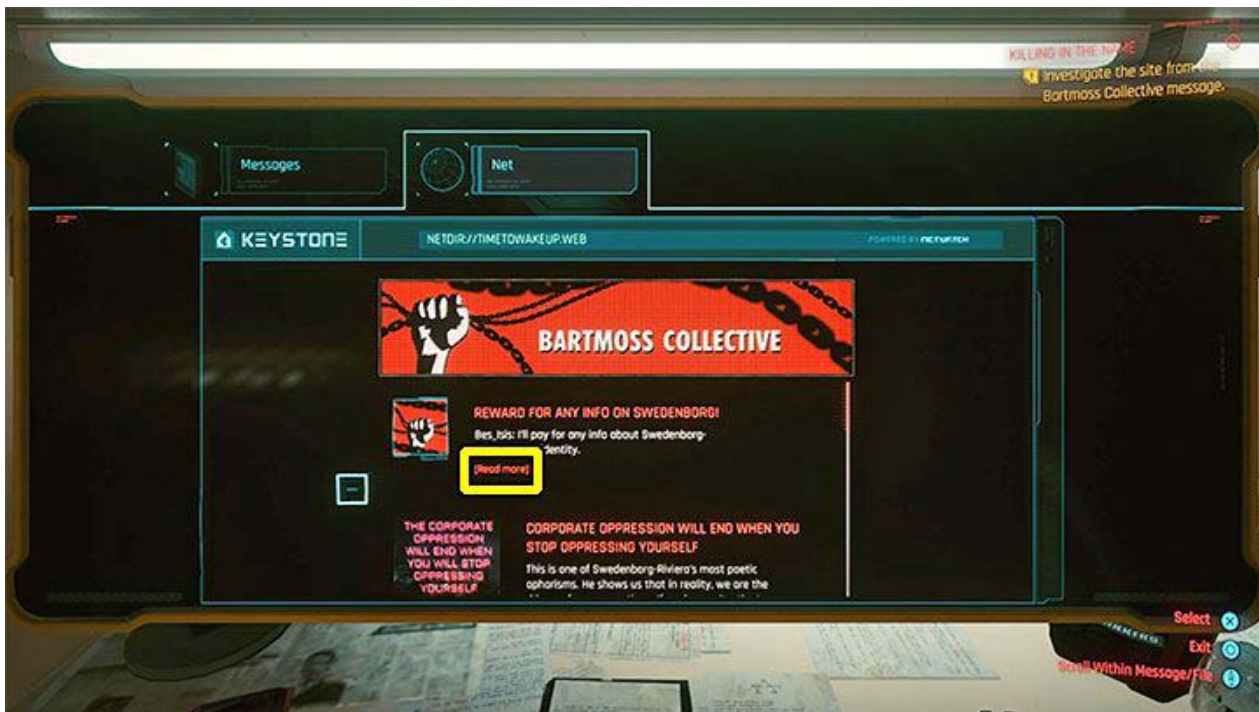 KILLING IN THE NAME
Investigate the site from the
Bartmoss Collective message.
Messages
Net
KEYSTONE
NETDIR://TIMETOWAKEUP.WEB
POWERED BY NETWATCH
BARTMOSS COLLECTIVE
REWARD FOR ANY INFO ON SWEDENBORG!
Bes_Isis: I'll pay for any info about Swedenborg-
identity.
[Read more]
THE CORPORATE
OPPRESSION
WILL END WHEN
YOU WILL STOP
OPPRESSING
YOURSELF
CORPORATE OPPRESSION WILL END WHEN YOU
STOP OPPRESSING YOURSELF
This is one of Swedenborg-Riviera's most poetic
aphorisms. He shows us that in reality, we are the
Select
Exit
Scroll Within Message/File